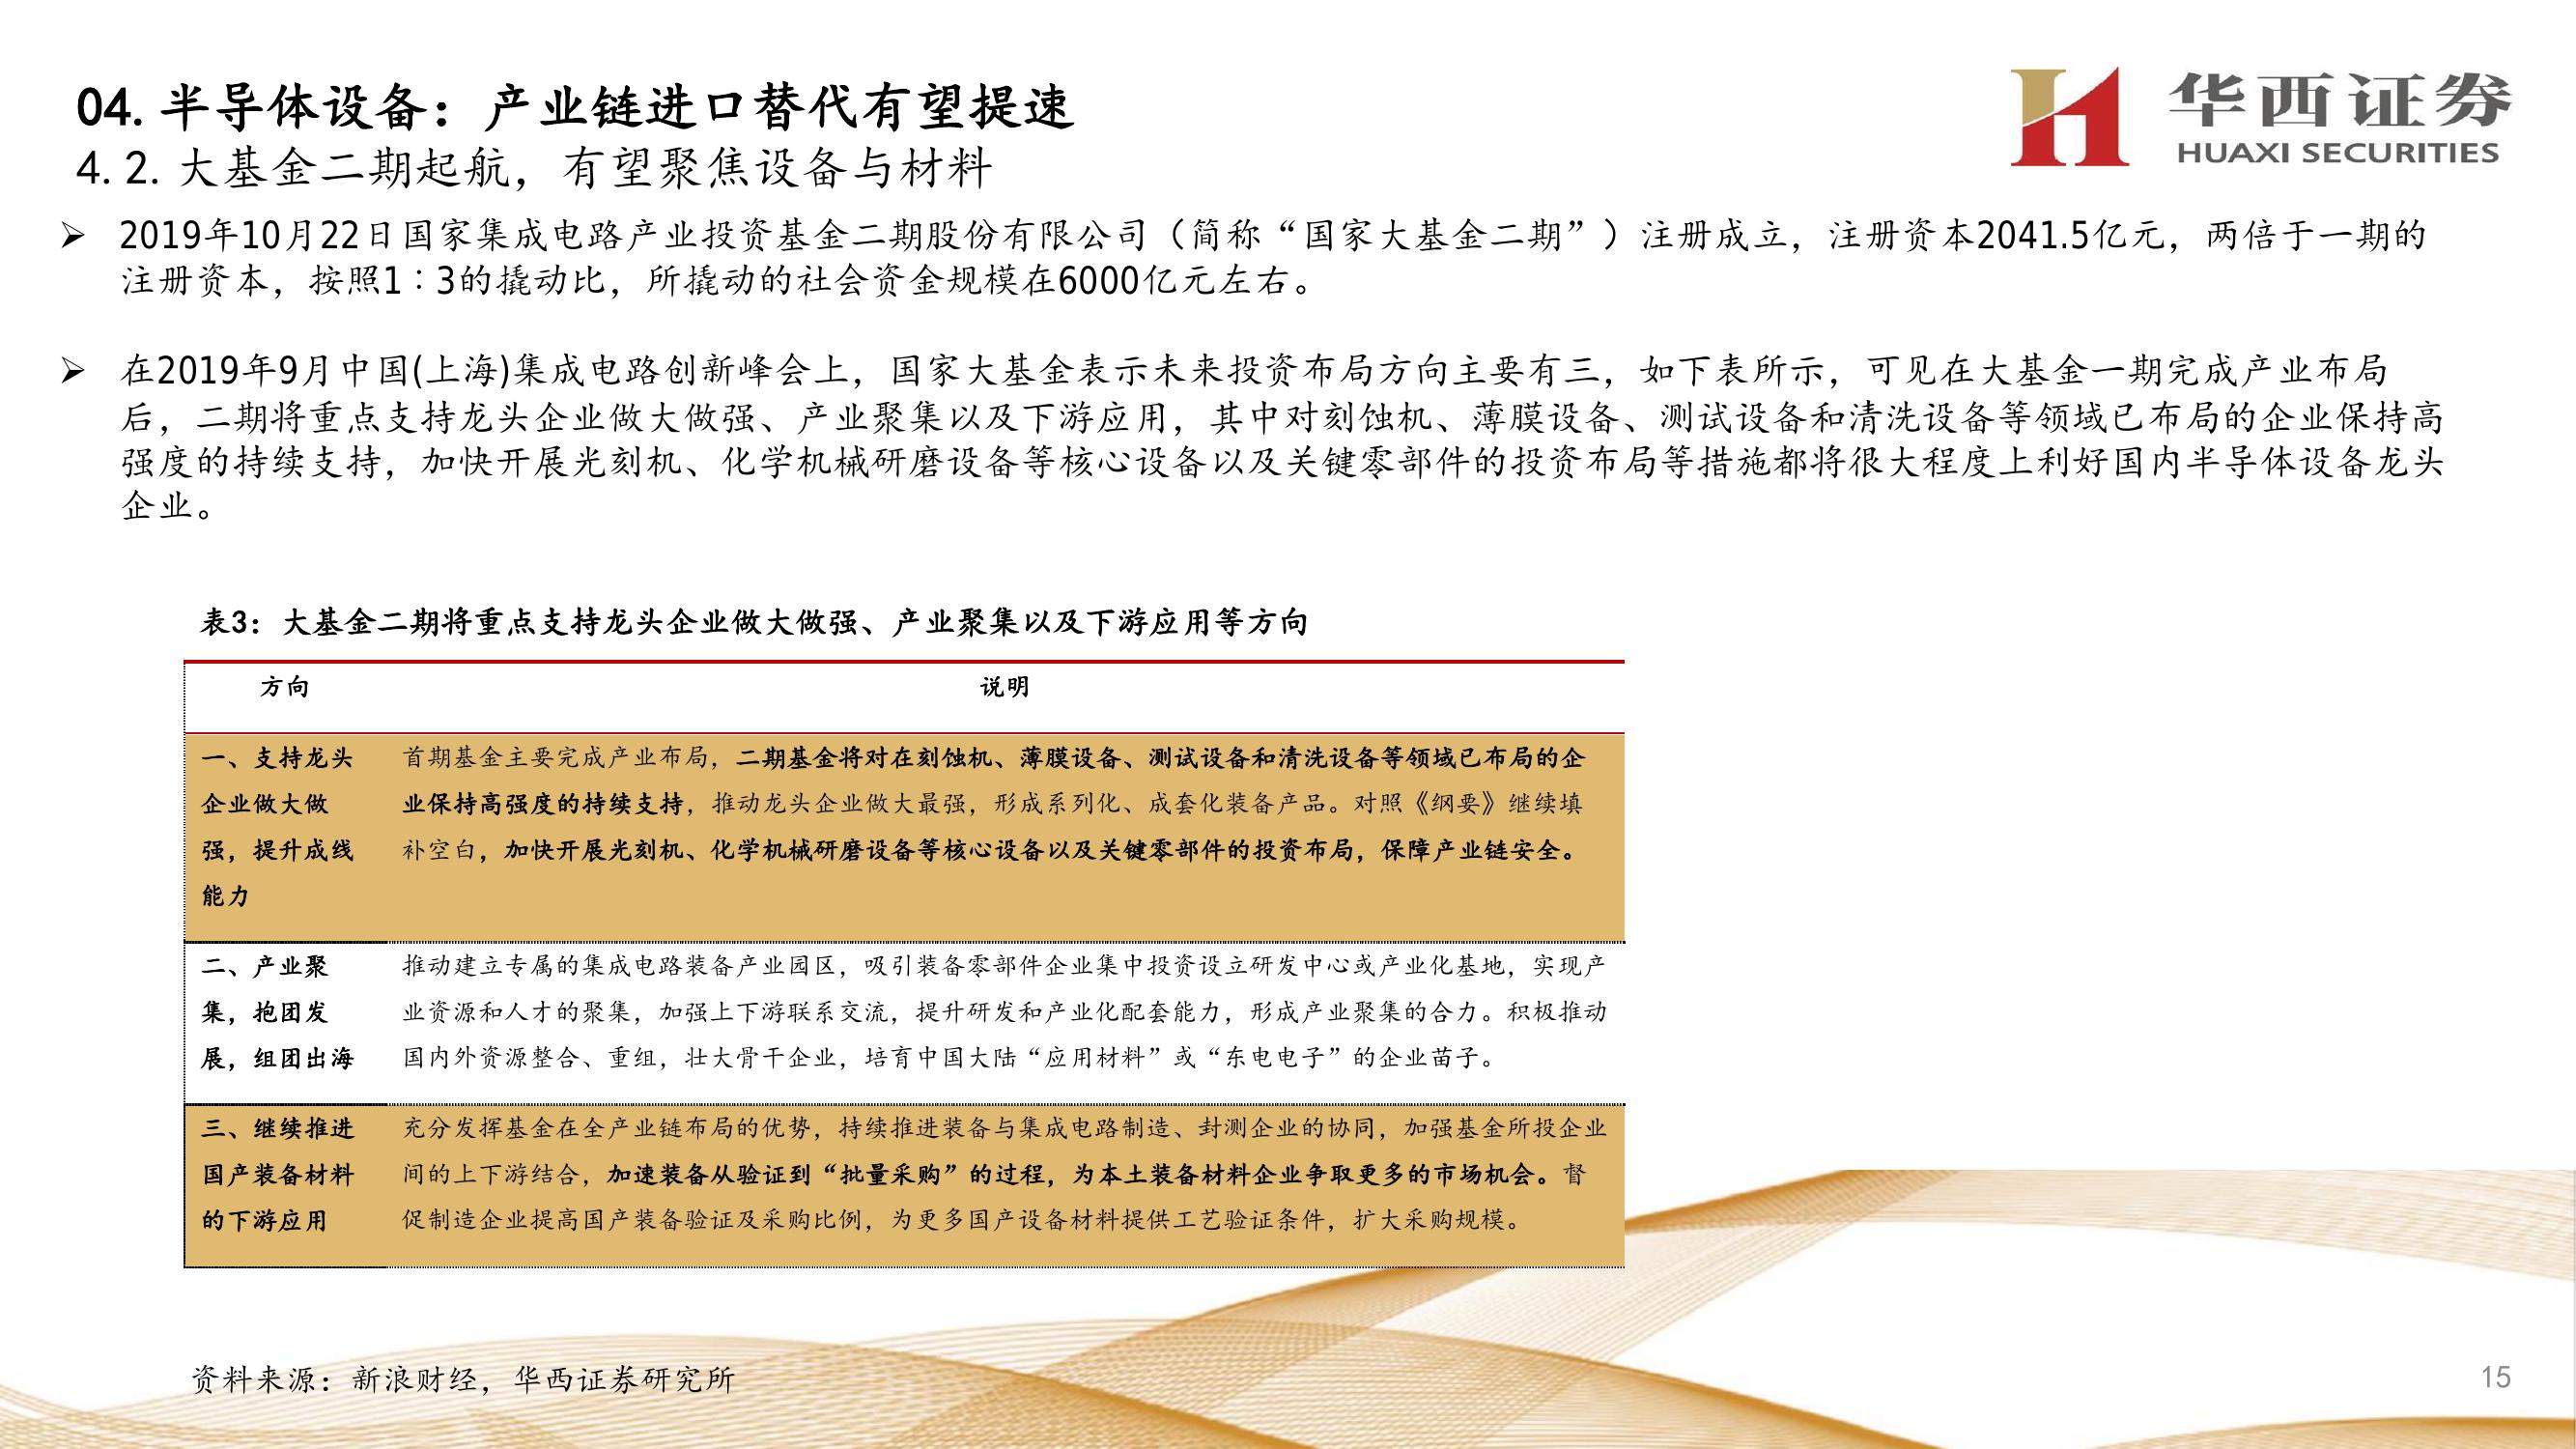 04. 半导体设备：产业链进口替代有望提速
4.2. 大基金二期起航，有望聚焦设备与材料
华西证券
HUAXI SECURITIES
➢ 2019年10月22日国家集成电路产业投资基金二期股份有限公司（简称“国家大基金二期”）注册成立，注册资本2041.5亿元，两倍于一期的
注册资本，按照1：3的撬动比，所撬动的社会资金规模在6000亿元左右。
➢ 在2019年9月中国(上海)集成电路创新峰会上，国家大基金表示未来投资布局方向主要有三，如下表所示，可见在大基金一期完成产业布局
后，二期将重点支持龙头企业做大做强、产业聚集以及下游应用，其中对刻蚀机、薄膜设备、测试设备和清洗设备等领域已布局的企业保持高
强度的持续支持，加快开展光刻机、化学机械研磨设备等核心设备以及关键零部件的投资布局等措施都将很大程度上利好国内半导体设备龙头
企业。
表3：大基金二期将重点支持龙头企业做大做强、产业聚集以及下游应用等方向
方向
说明
一、支持龙头
企业做大做
强，提升成线
能力
首期基金主要完成产业布局，二期基金将对在刻蚀机、薄膜设备、测试设备和清洗设备等领域已布局的企
业保持高强度的持续支持，推动龙头企业做大最强，形成系列化、成套化装备产品。对照《纲要》继续填
补空白，加快开展光刻机、化学机械研磨设备等核心设备以及关键零部件的投资布局，保障产业链安全。
二、产业聚
集，抱团发
展，组团出海
推动建立专属的集成电路装备产业园区，吸引装备零部件企业集中投资设立研发中心或产业化基地，实现产
业资源和人才的聚集，加强上下游联系交流，提升研发和产业化配套能力，形成产业聚集的合力。积极推动
国内外资源整合、重组，壮大骨干企业，培育中国大陆“应用材料”或“东电电子”的企业苗子。
三、继续推进
国产装备材料
的下游应用
充分发挥基金在全产业链布局的优势，持续推进装备与集成电路制造、封测企业的协同，加强基金所投企业
间的上下游结合，加速装备从验证到“批量采购”的过程，为本土装备材料企业争取更多的市场机会。督
促制造企业提高国产装备验证及采购比例，为更多国产设备材料提供工艺验证条件，扩大采购规模。
资料来源：新浪财经，华西证券研究所
15